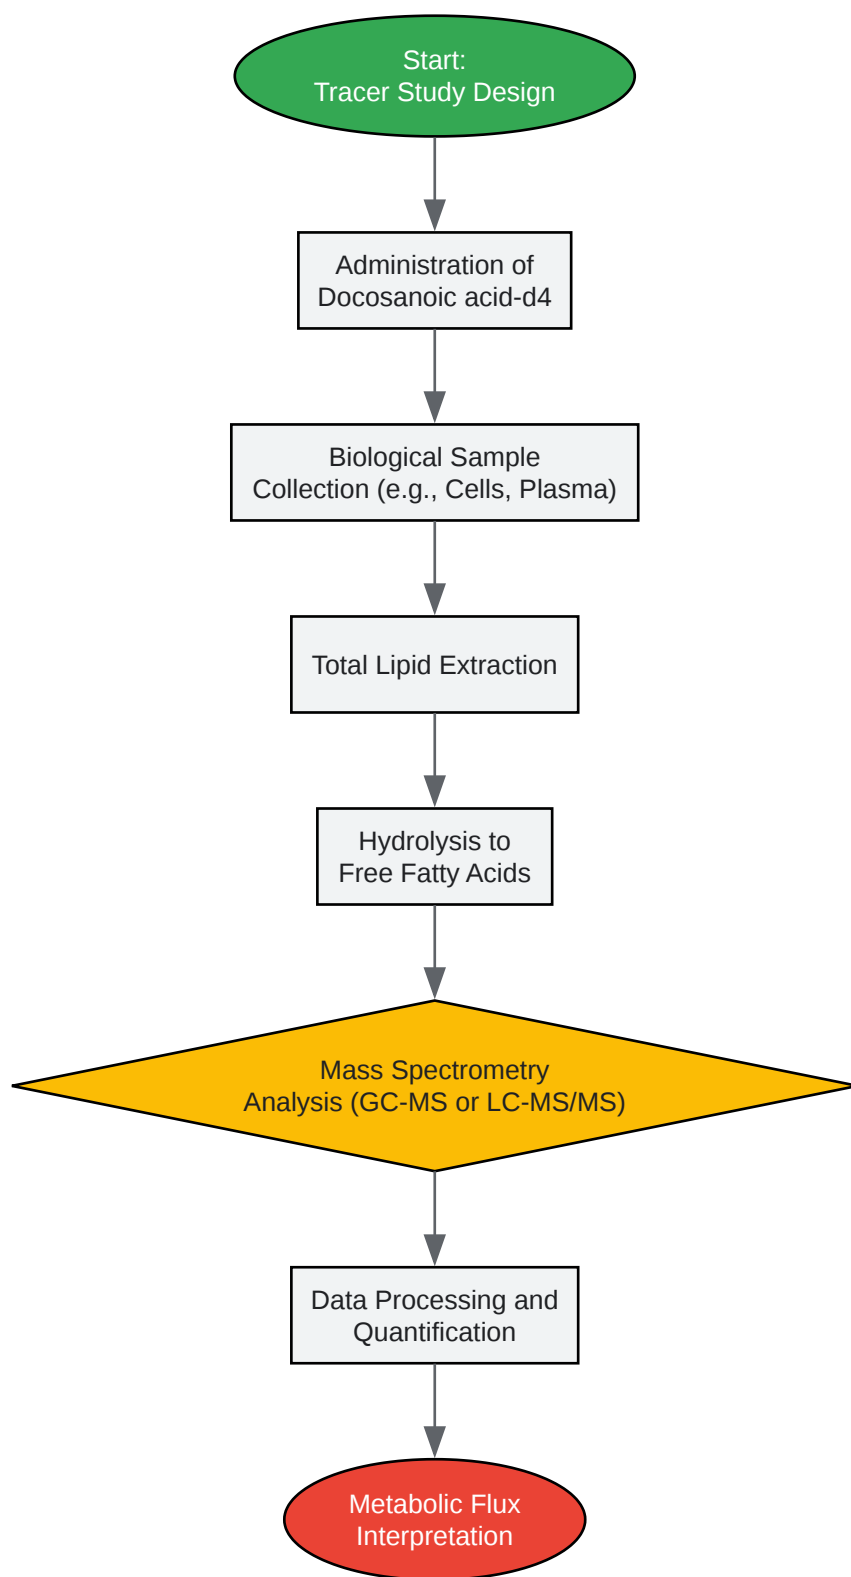 Start:
Tracer Study Design
Administration of
Docosanoic acid-d4
Biological Sample
Collection (e.g., Cells, Plasma)
Total Lipid Extraction
Hydrolysis to
Free Fatty Acids
Mass Spectrometry
Analysis (GC-MS or LC-MS/MS)
Data Processing and
Quantification
Metabolic Flux
Interpretation